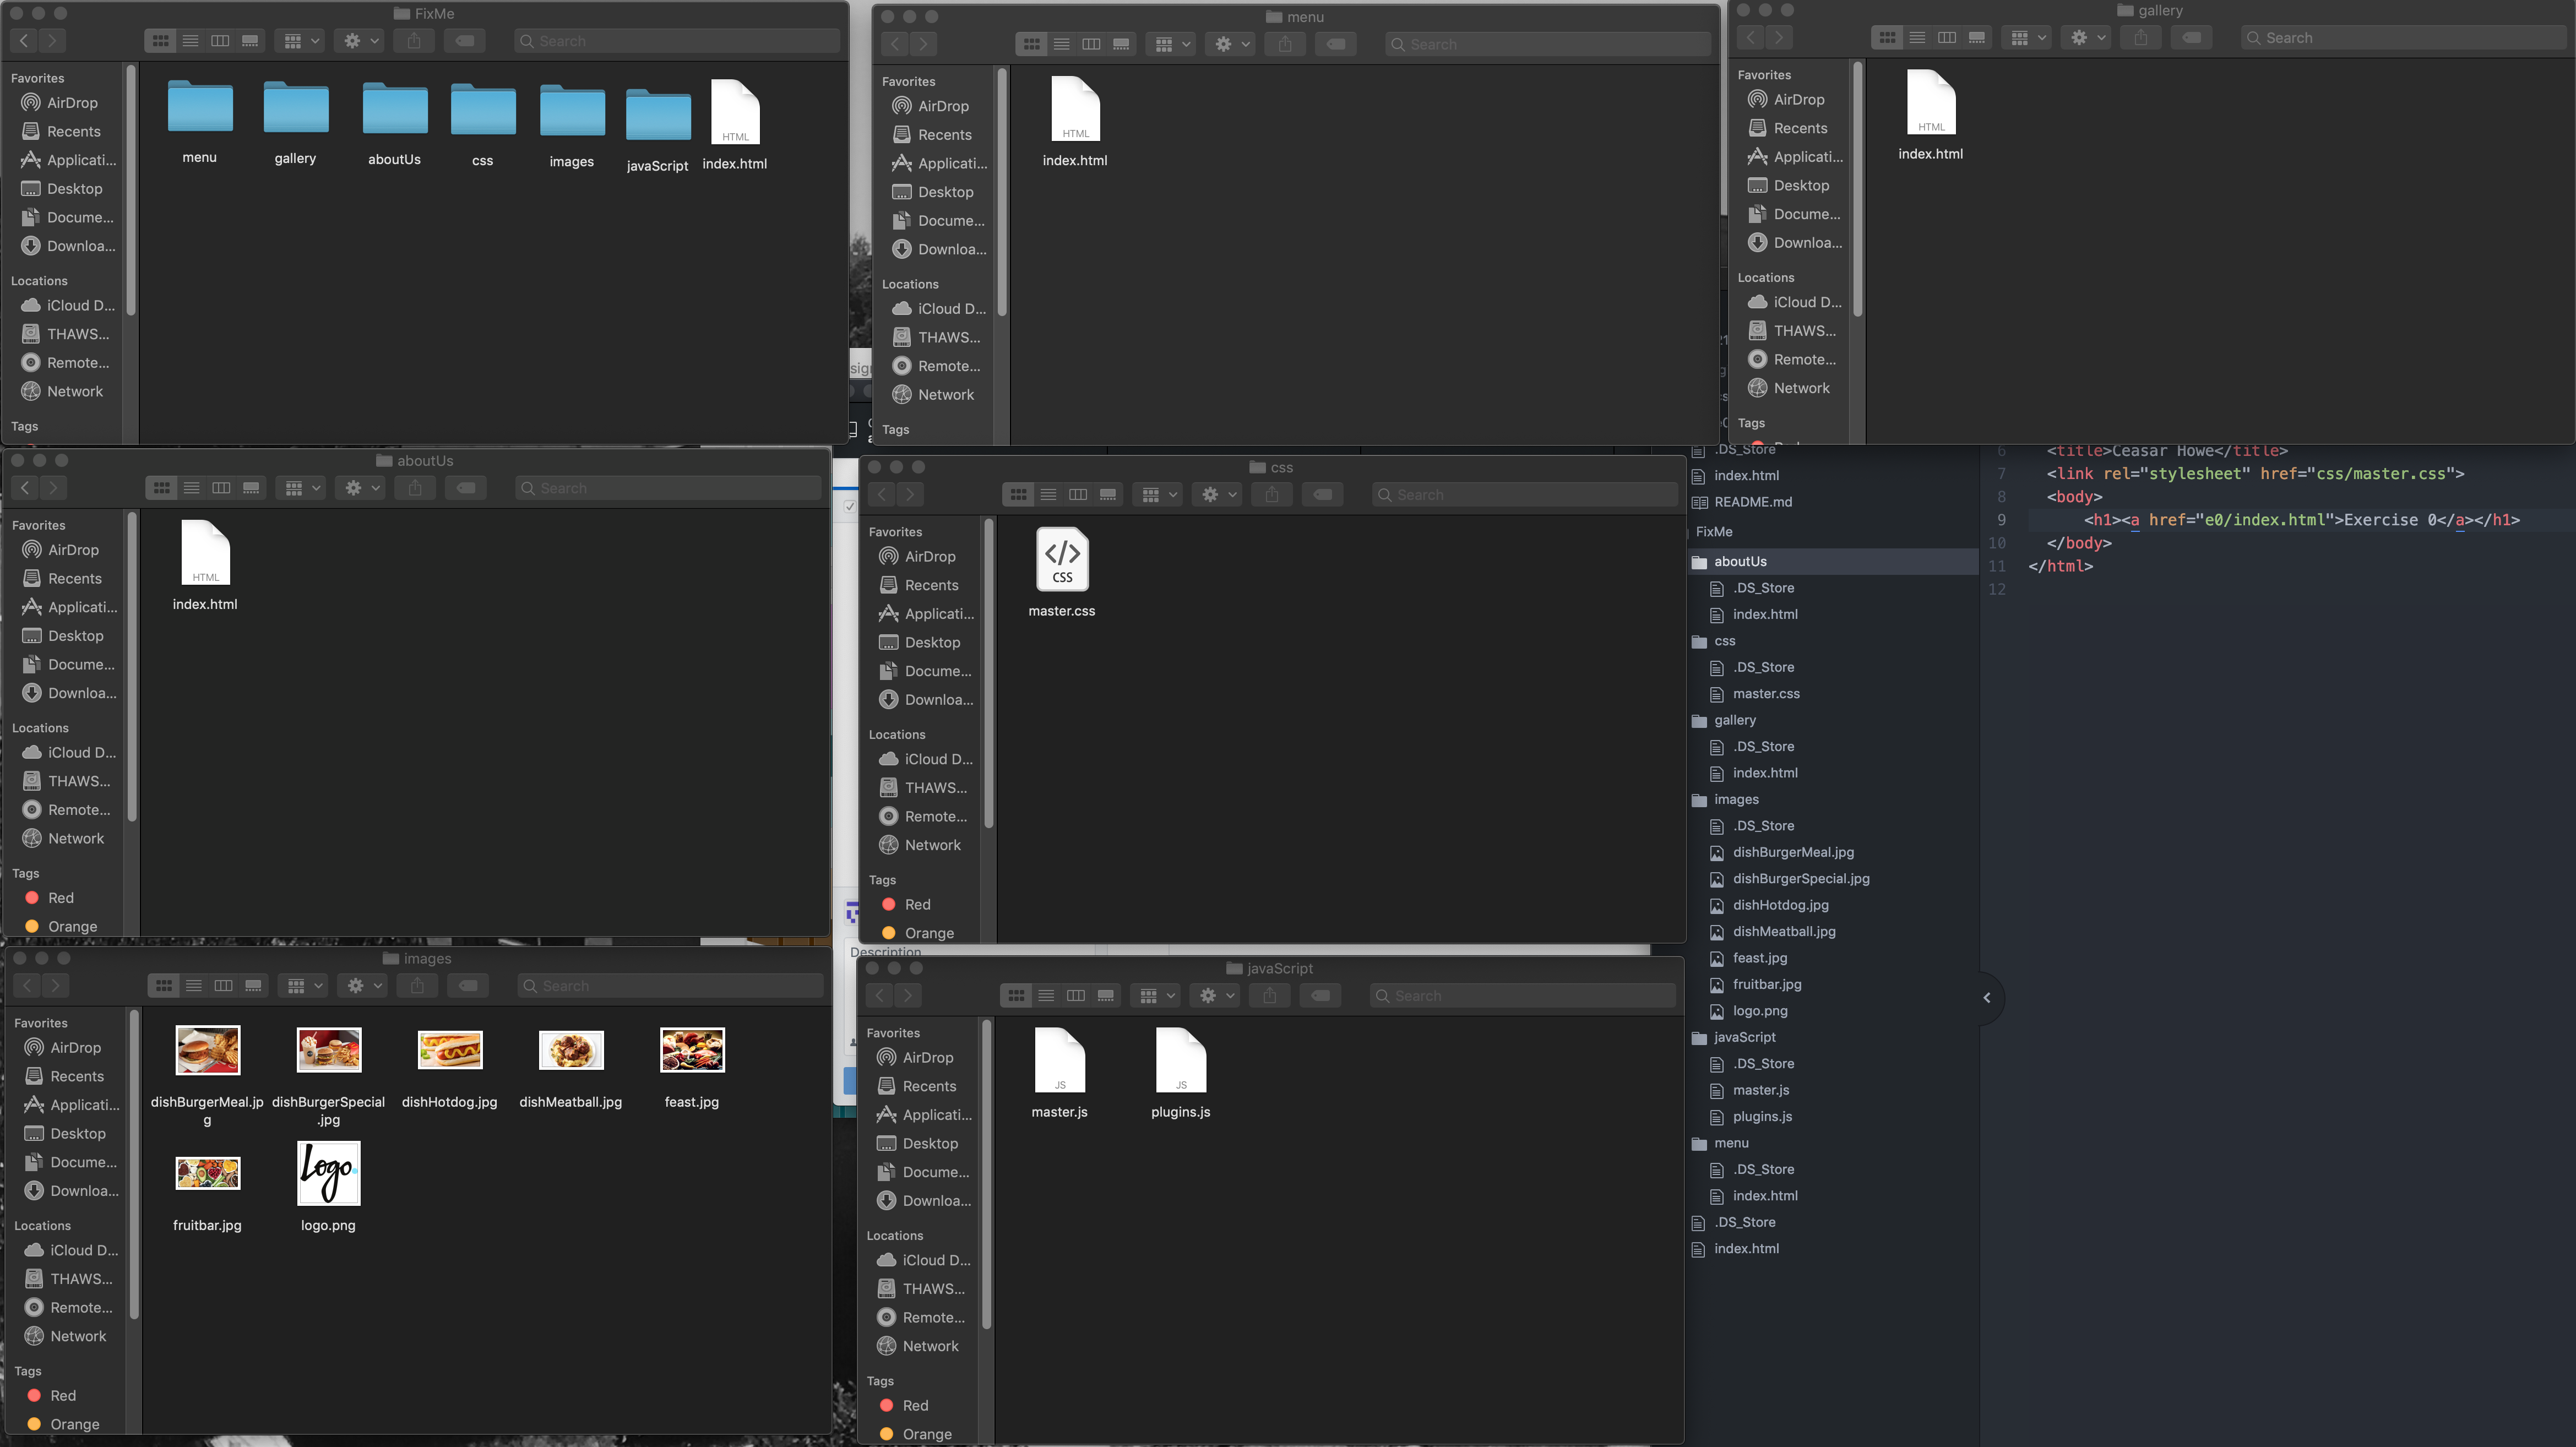 FixMe
Search
Favorites
AirDrop
Recents
Applicati...
Desktop
Docume...
Downloa...
Locations
iCloud D...
THAWS...
Remote...
Network
Tags
menu
gallery
aboutUs
css
images
javaScript
HTML
index.html
menu
Search
Favorites
AirDrop
Recents
Applicati...
Desktop
Docume...
Downloa...
Locations
iCloud D...
THAWS...
Remote...
Network
Tags
HTML
index.html
gallery
Search
Favorites
AirDrop
Recents
Applicati...
Desktop
Docume...
Downloa...
Locations
iCloud D...
THAWS...
Remote...
Network
Tags
HTML
index.html
aboutUs
Search
Favorites
AirDrop
Recents
Applicati...
Desktop
Docume...
Downloa...
Locations
iCloud D...
THAWS...
Remote...
Network
Tags
Red
Orange
HTML
index.html
css
Search
Favorites
AirDrop
Recents
Applicati...
Desktop
Docume...
Downloa...
Locations
iCloud D...
THAWS...
Remote...
Network
Tags
Red
Orange
</>
CSS
master.css
images
Search
Favorites
AirDrop
Recents
Applicati...
Desktop
Docume...
Downloa...
Locations
iCloud D...
THAWS...
Remote...
Network
Tags
Red
Orange
dishBurgerMeal.jp
g
dishBurgerSpecial
.jpg
dishHotdog.jpg
dishMeatball.jpg
feast.jpg
fruitbar.jpg
Logo.
logo.png
Description
javaScript
Search
Favorites
AirDrop
Recents
Applicati...
Desktop
Docume...
Downloa...
Locations
iCloud D...
THAWS...
Remote...
Network
Tags
Red
Orange
JS
master.js
JS
plugins.js
.DS_Store
index.html
README.md
FixMe
aboutUs
.DS_Store
index.html
css
.DS_Store
master.css
gallery
.DS_Store
index.html
images
.DS_Store
dishBurgerMeal.jpg
dishBurgerSpecial.jpg
dishHotdog.jpg
dishMeatball.jpg
feast.jpg
fruitbar.jpg
logo.png
javaScript
.DS_Store
master.js
plugins.js
menu
.DS_Store
index.html
.DS_Store
index.html
6 <title>Ceasar Howe</title>
7 <link rel="stylesheet" href="css/master.css">
8 <body>
9 <h1><a href="e0/index.html">Exercise 0</a></h1>
10 </body>
11 </html>
12